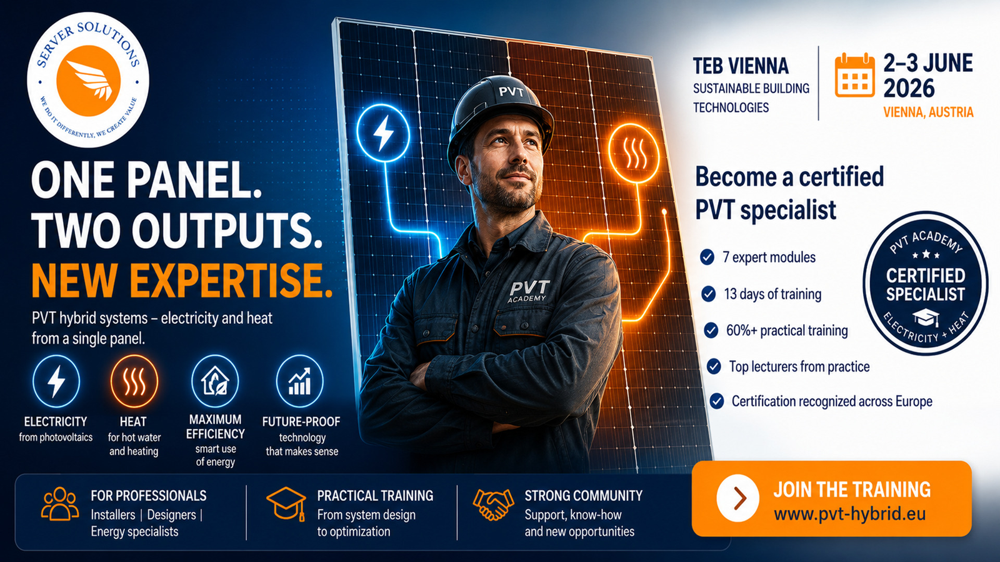 SERVER SOLUTIONS
WE DO IT DIFFERENTLY, WE CREATE VALUE
ONE PANEL.
TWO OUTPUTS.
NEW EXPERTISE.
PVT hybrid systems – electricity and heat
from a single panel.
ELECTRICITY
from photovoltaics
HEAT
for hot water
and heating
MAXIMUM
EFFICIENCY
smart use
of energy
FUTURE-PROOF
technology
that makes sense
PVT
PVT
ACADEMY
TEB VIENNA
SUSTAINABLE BUILDING
TECHNOLOGIES
2–3 JUNE
2026
VIENNA, AUSTRIA
Become a certified
PVT specialist
7 expert modules
13 days of training
60%+ practical training
Top lecturers from practice
Certification recognized across Europe
PVT ACADEMY
CERTIFIED
SPECIALIST
ELECTRICITY + HEAT
FOR PROFESSIONALS
Installers | Designers |
Energy specialists
PRACTICAL TRAINING
From system design
to optimization
STRONG COMMUNITY
Support, know-how
and new opportunities
JOIN THE TRAINING
www.pvt-hybrid.eu